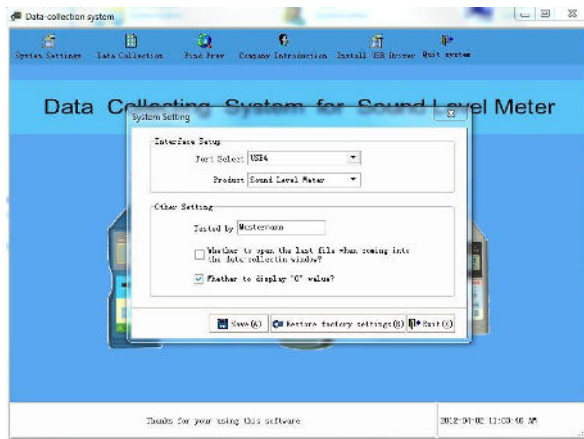 Data-collection system
System Settings Data Collection Find Prev Company Introduction Install USB Driver Quit system
Data Collecting System for Sound Level Meter
System Setting
Interface Setup
Port Select USB4
Product Sound Level Meter
Other Setting
Tested by
Whether to open the last file when coming into
the data-collectin window?
Whether to display "0" value?
Save(A) Restore factory settings(B) Exit(X)
Thanks for your using this software
2012-04-02 11:03:46 AM